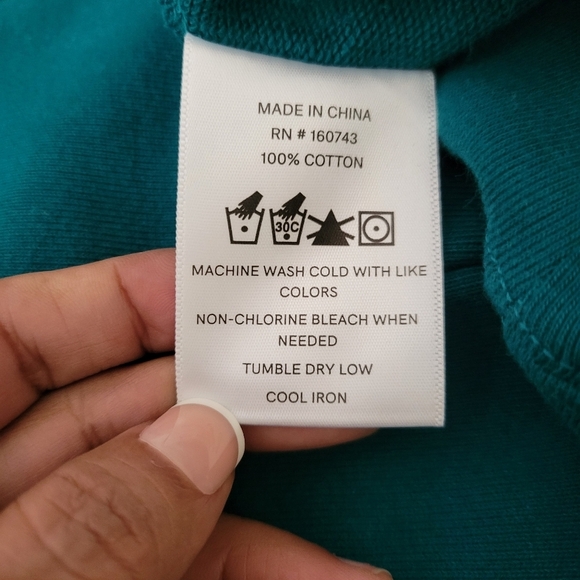 MADE IN CHINA
RN # 160743
100% COTTON
30C
MACHINE WASH COLD WITH LIKE
COLORS
NON-CHLORINE BLEACH WHEN
NEEDED
TUMBLE DRY LOW
COOL IRON